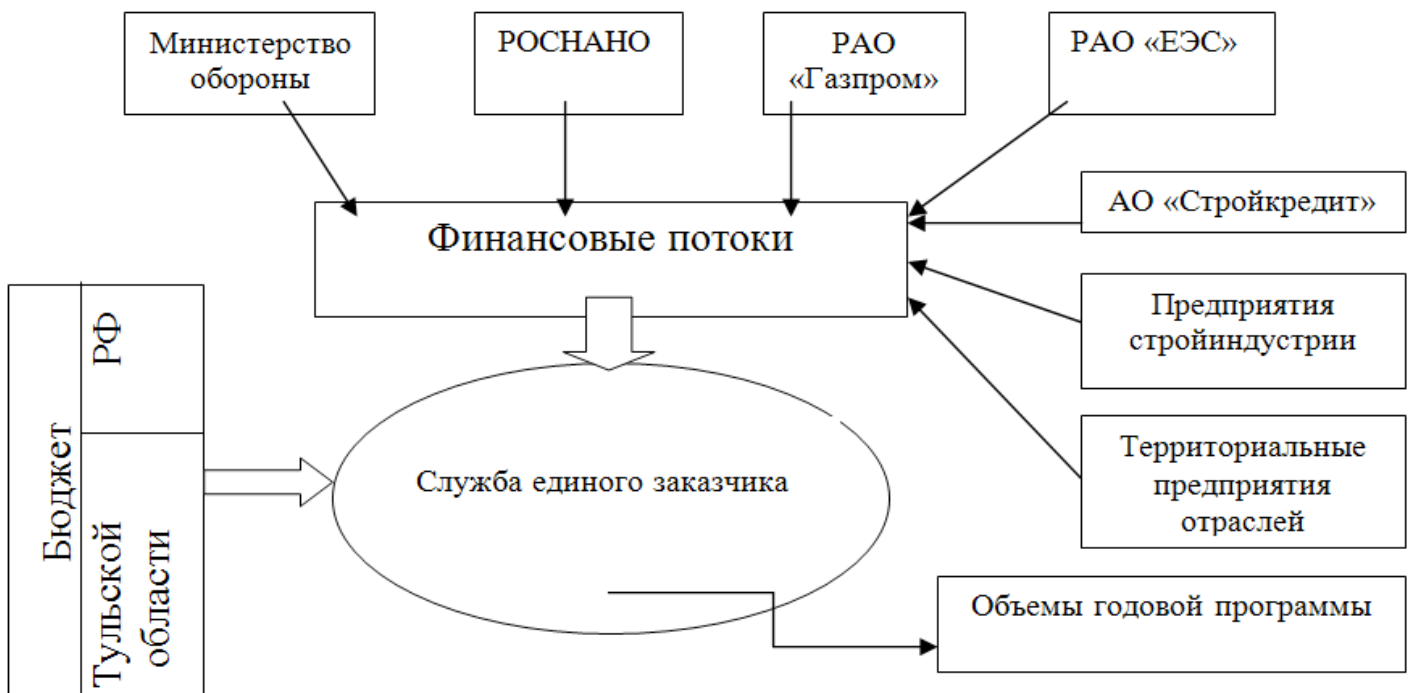 Министерство
обороны
РОСНАНО
РАО
«Газпром»
РАО «ЕЭС»
АО «Стройкредит»
Финансовые потоки
Предприятия
стройиндустрии
Бюджет
РФ
Тульской
области
Служба единого заказчика
Территориальные
предприятия
отраслей
Объемы годовой программы